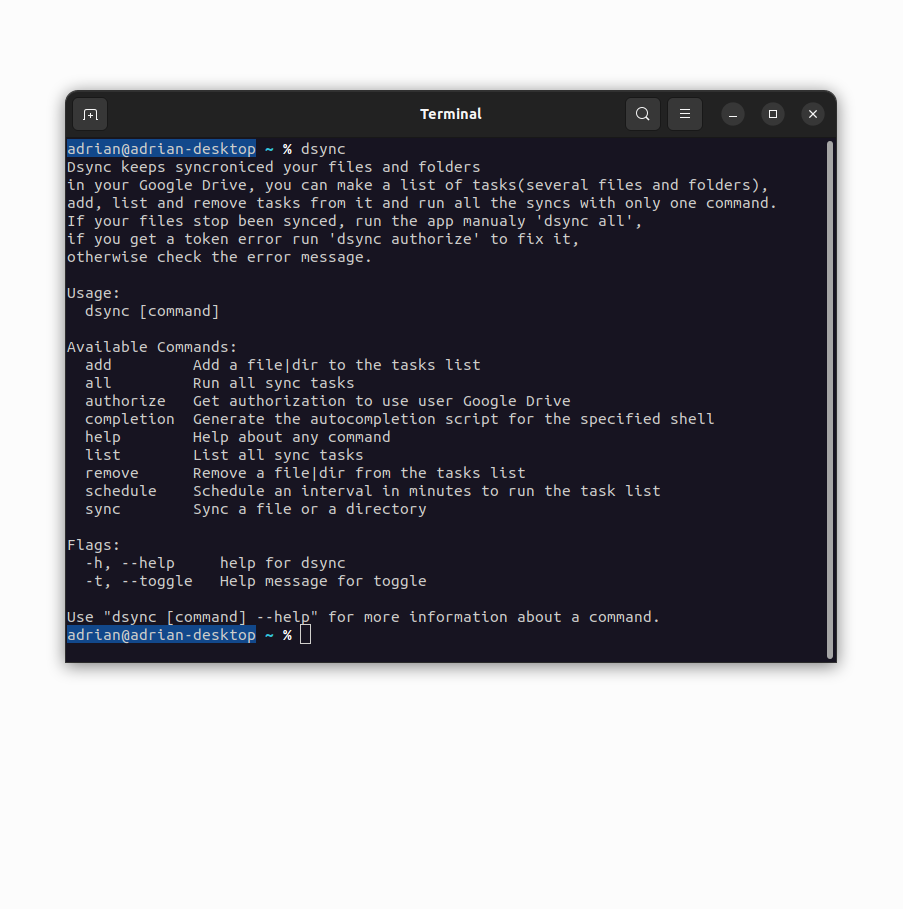 Terminal
adrian@adrian-desktop ~ % dsync
Dsync keeps syncroniced your files and folders
in your Google Drive, you can make a list of tasks(several files and folders),
add, list and remove tasks from it and run all the syncs with only one command.
If your files stop been synced, run the app manualy 'dsync all',
if you get a token error run 'dsync authorize' to fix it,
otherwise check the error message.

Usage:
  dsync [command]

Available Commands:
  add         Add a file|dir to the tasks list
  all         Run all sync tasks
  authorize   Get authorization to use user Google Drive
  completion  Generate the autocompletion script for the specified shell
  help        Help about any command
  list        List all sync tasks
  remove      Remove a file|dir from the tasks list
  schedule    Schedule an interval in minutes to run the task list
  sync        Sync a file or a directory

Flags:
  -h, --help     help for dsync
  -t, --toggle   Help message for toggle

Use "dsync [command] --help" for more information about a command.
adrian@adrian-desktop ~ %